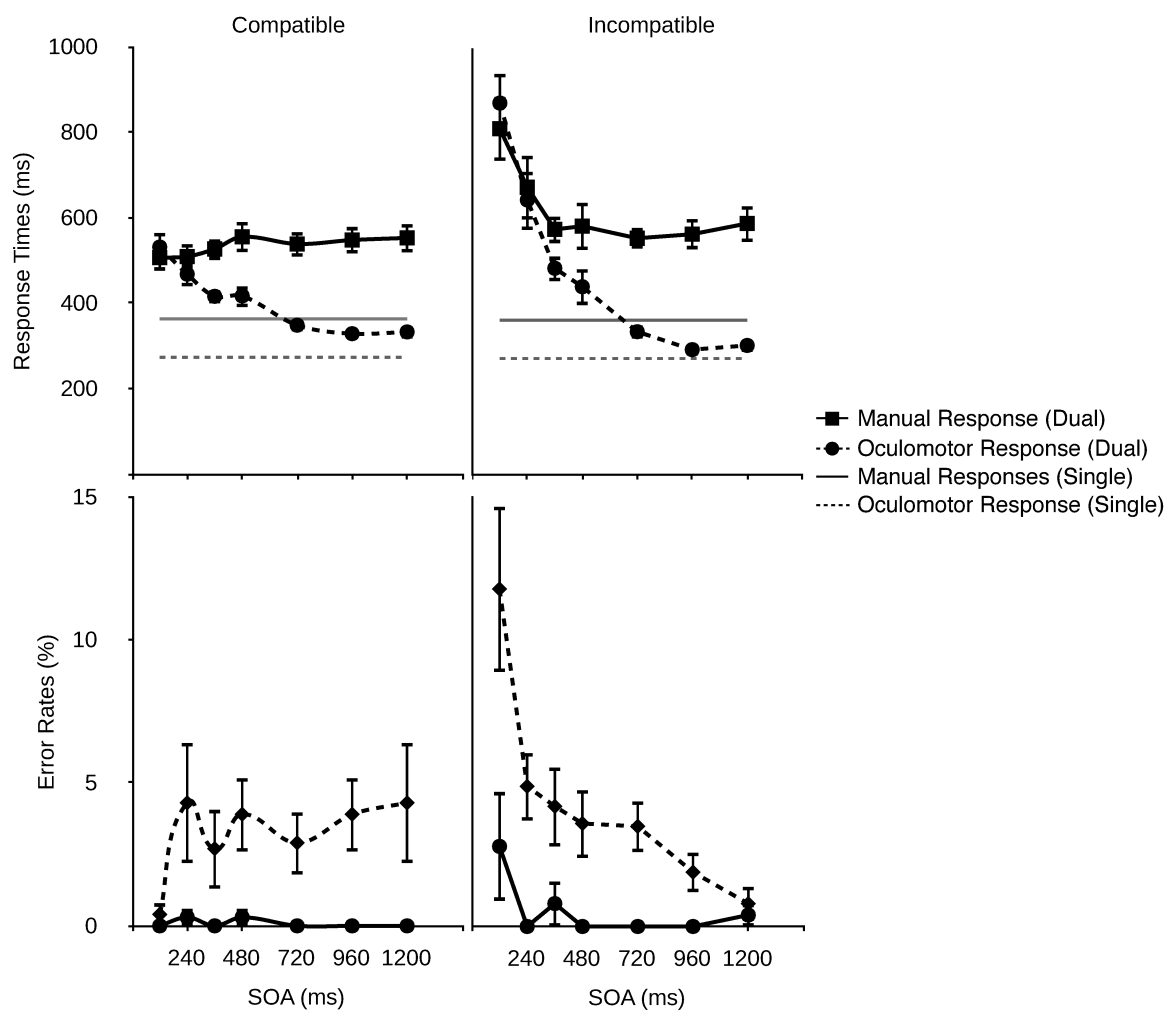 Compatible
Incompatible
1000
800
600
400
200
Response Times (ms)
Manual Response (Dual)
Oculomotor Response (Dual)
Manual Responses (Single)
Oculomotor Response (Single)
15
10
5
0
Error Rates (%)
240 480 720 960 1200
240 480 720 960 1200
SOA (ms)
SOA (ms)